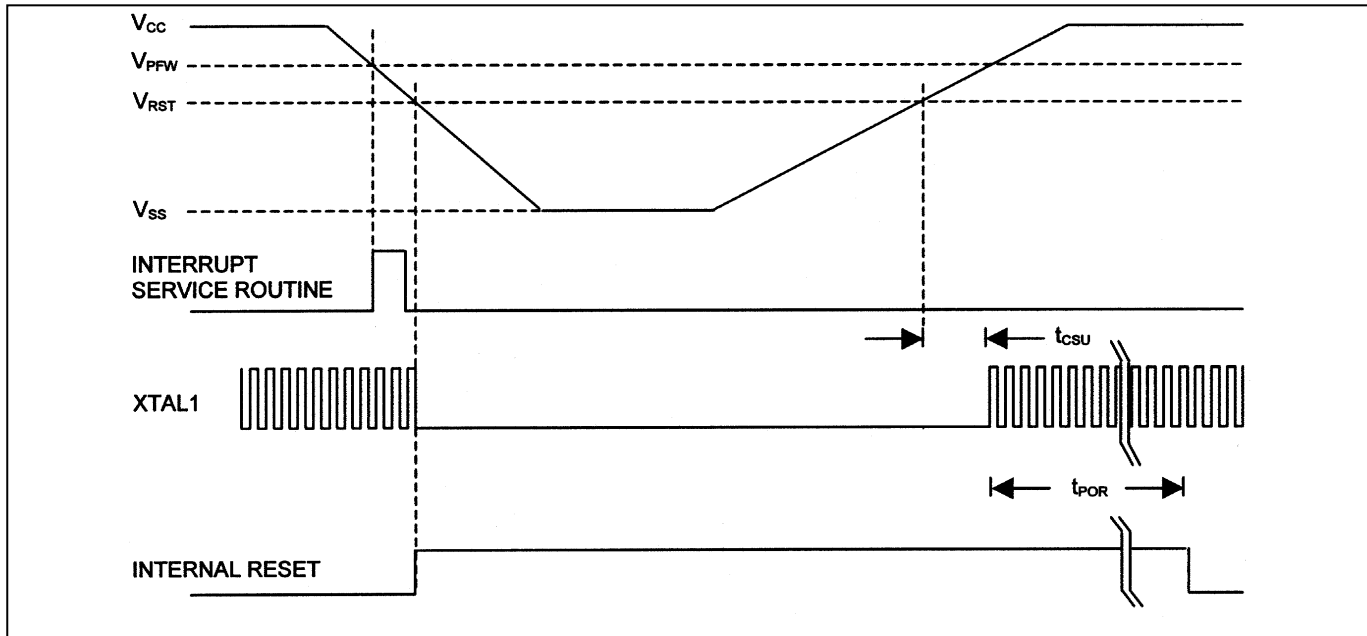 VCC
VPFW
VRST
VSS
INTERRUPT
SERVICE ROUTINE
tCSU
XTAL1
tPOR
INTERNAL RESET